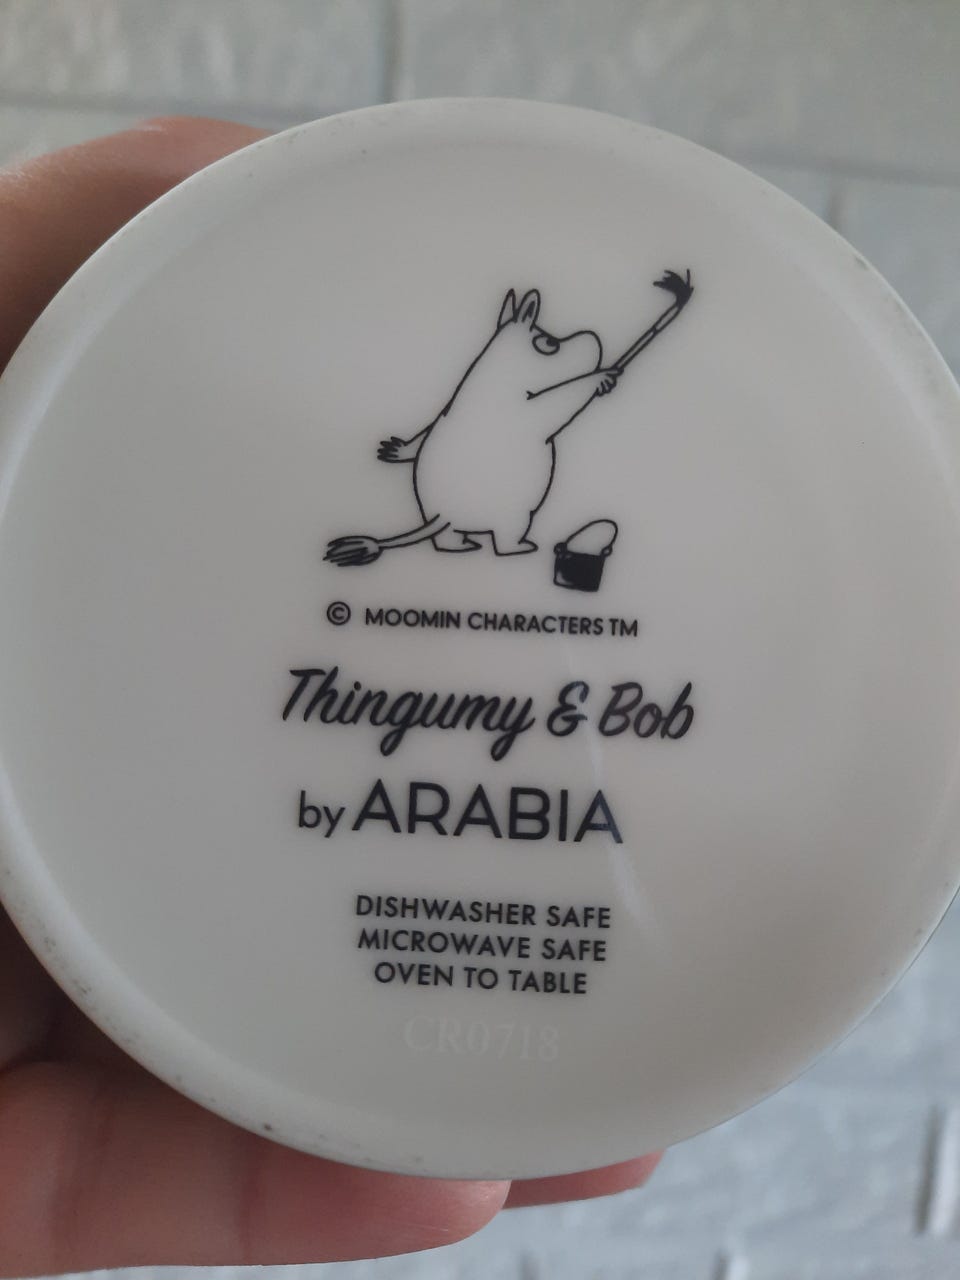 © MOOMIN CHARACTERS TM
Thingumy & Bob
by ARABIA
DISHWASHER SAFE
MICROWAVE SAFE
OVEN TO TABLE
CR0718